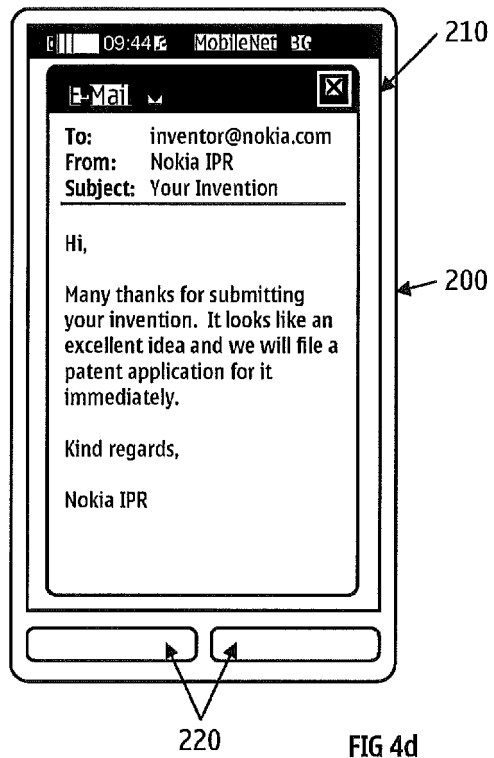 09:44 MobileNet 3G
210
E-Mail
To: inventor@nokia.com
From: Nokia IPR
Subject: Your Invention
Hi,
200
Many thanks for submitting
your invention. It looks like an
excellent idea and we will file a
patent application for it
immediately.
Kind regards,
Nokia IPR
220
FIG 4d